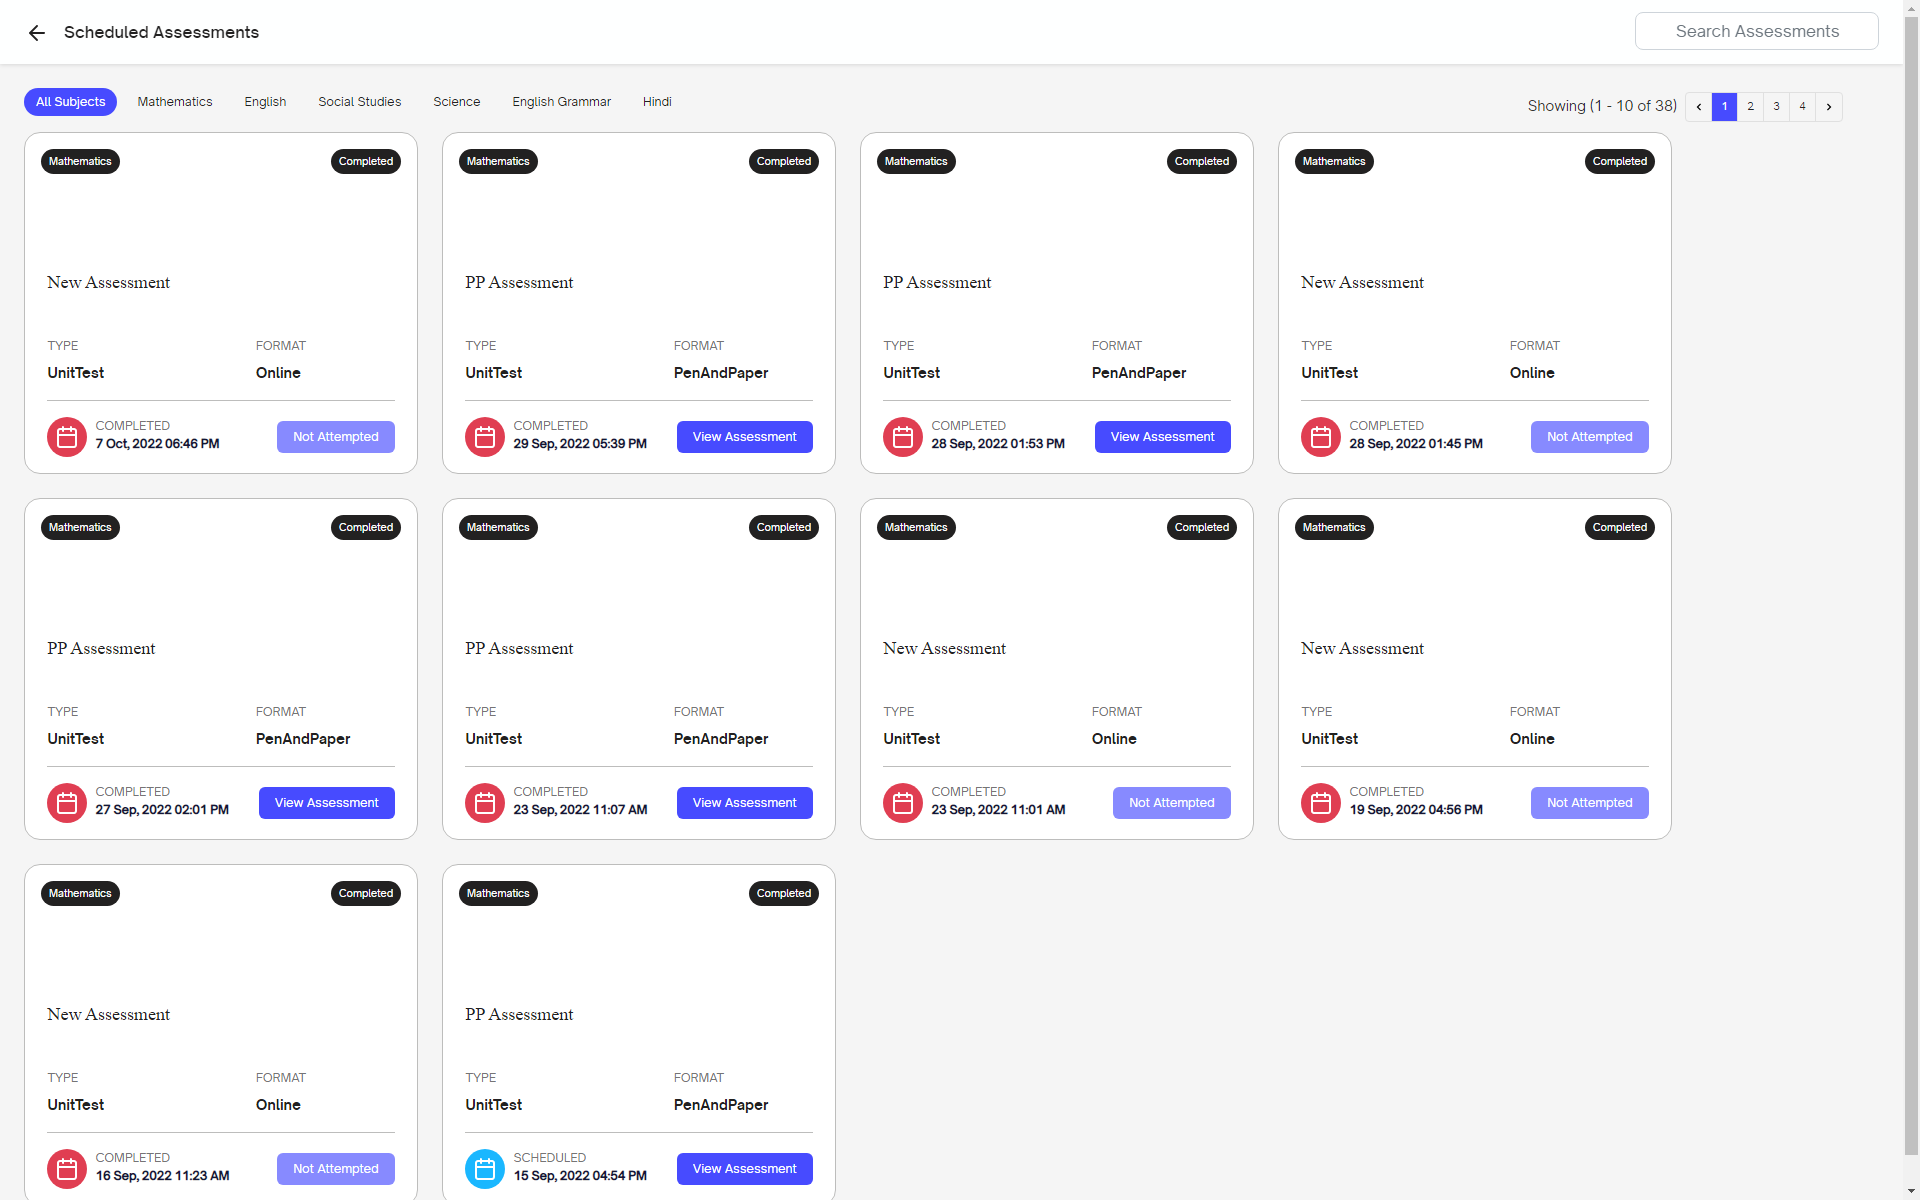 Scheduled Assessments
Search Assessments
All Subjects Mathematics English Social Studies Science English Grammar Hindi
Showing (1 - 10 of 38) 1 2 3 4
Mathematics Completed
New Assessment
TYPE FORMAT
UnitTest Online
COMPLETED
7 Oct, 2022 06:46 PM
Not Attempted
Mathematics Completed
PP Assessment
TYPE FORMAT
UnitTest PenAndPaper
COMPLETED
29 Sep, 2022 05:39 PM
View Assessment
Mathematics Completed
PP Assessment
TYPE FORMAT
UnitTest PenAndPaper
COMPLETED
28 Sep, 2022 01:53 PM
View Assessment
Mathematics Completed
New Assessment
TYPE FORMAT
UnitTest Online
COMPLETED
28 Sep, 2022 01:45 PM
Not Attempted
Mathematics Completed
PP Assessment
TYPE FORMAT
UnitTest PenAndPaper
COMPLETED
27 Sep, 2022 02:01 PM
View Assessment
Mathematics Completed
PP Assessment
TYPE FORMAT
UnitTest PenAndPaper
COMPLETED
23 Sep, 2022 11:07 AM
View Assessment
Mathematics Completed
New Assessment
TYPE FORMAT
UnitTest Online
COMPLETED
23 Sep, 2022 11:01 AM
Not Attempted
Mathematics Completed
New Assessment
TYPE FORMAT
UnitTest Online
COMPLETED
19 Sep, 2022 04:56 PM
Not Attempted
Mathematics Completed
New Assessment
TYPE FORMAT
UnitTest Online
COMPLETED
16 Sep, 2022 11:23 AM
Not Attempted
Mathematics Completed
PP Assessment
TYPE FORMAT
UnitTest PenAndPaper
SCHEDULED
15 Sep, 2022 04:54 PM
View Assessment